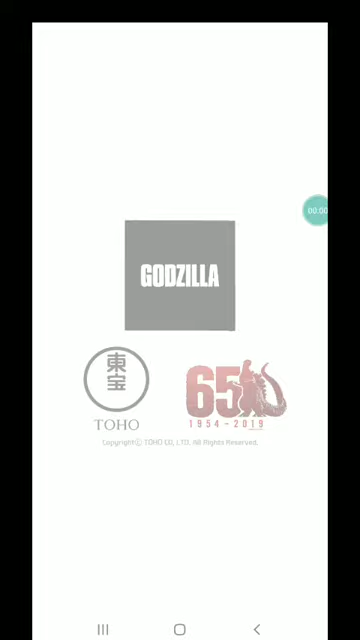 00:00
GODZILLA
東宝
TOHO
65
1954-2019
Copyright© TOHO CO., LTD. All Rights Reserved.